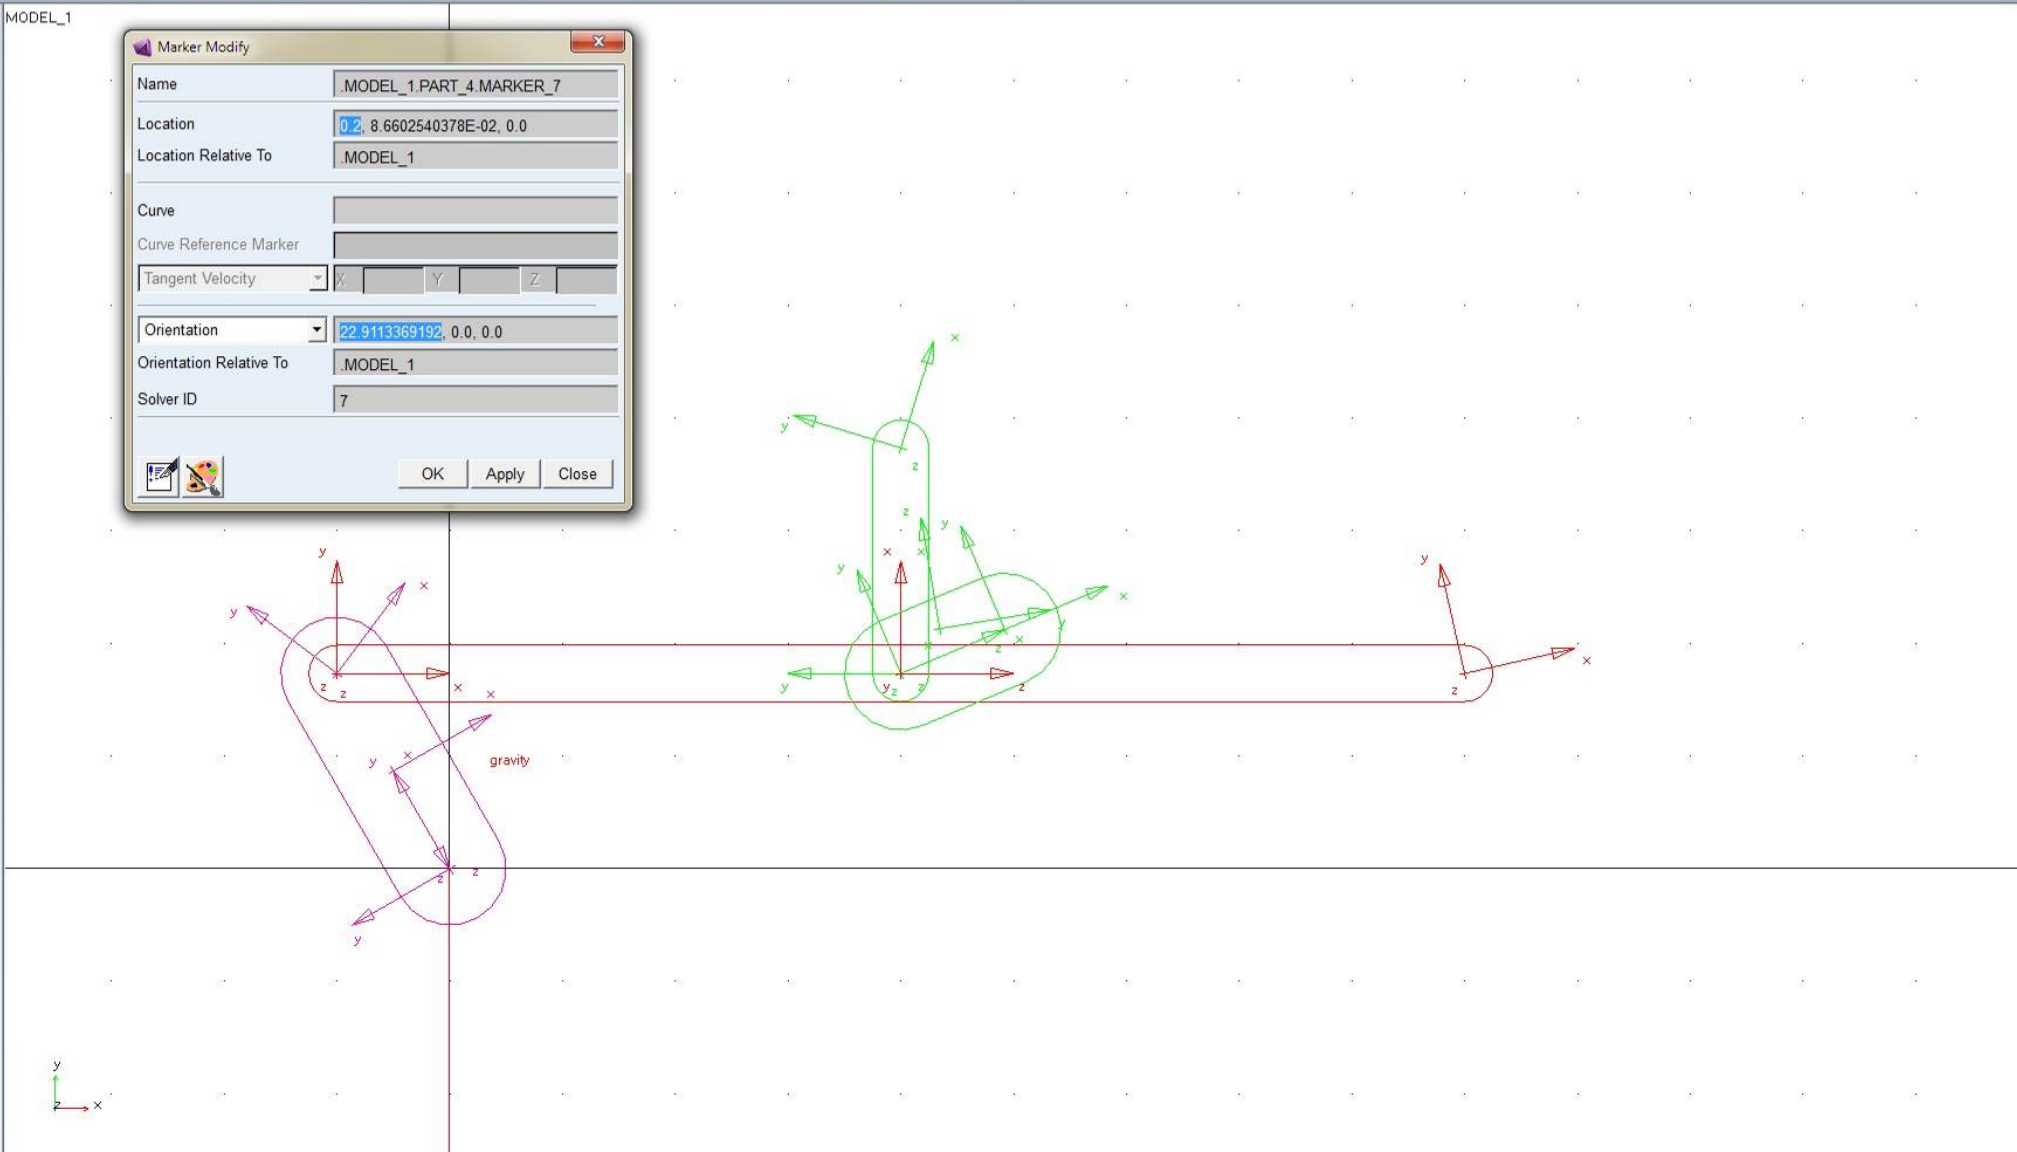 MODEL_1
Marker Modify
Name .MODEL_1.PART_4.MARKER_7
Location 0.2, 8.6602540378E-02, 0.0
Location Relative To .MODEL_1
Curve
Curve Reference Marker
Tangent Velocity X Y Z
Orientation 22.9113369192, 0.0, 0.0
Orientation Relative To .MODEL_1
Solver ID 7
OK Apply Close
x
y
z
z y
y x x y
y x y x
y x
x z
z y y z z z
z z x x
y x gravity
z z
y
y
z x